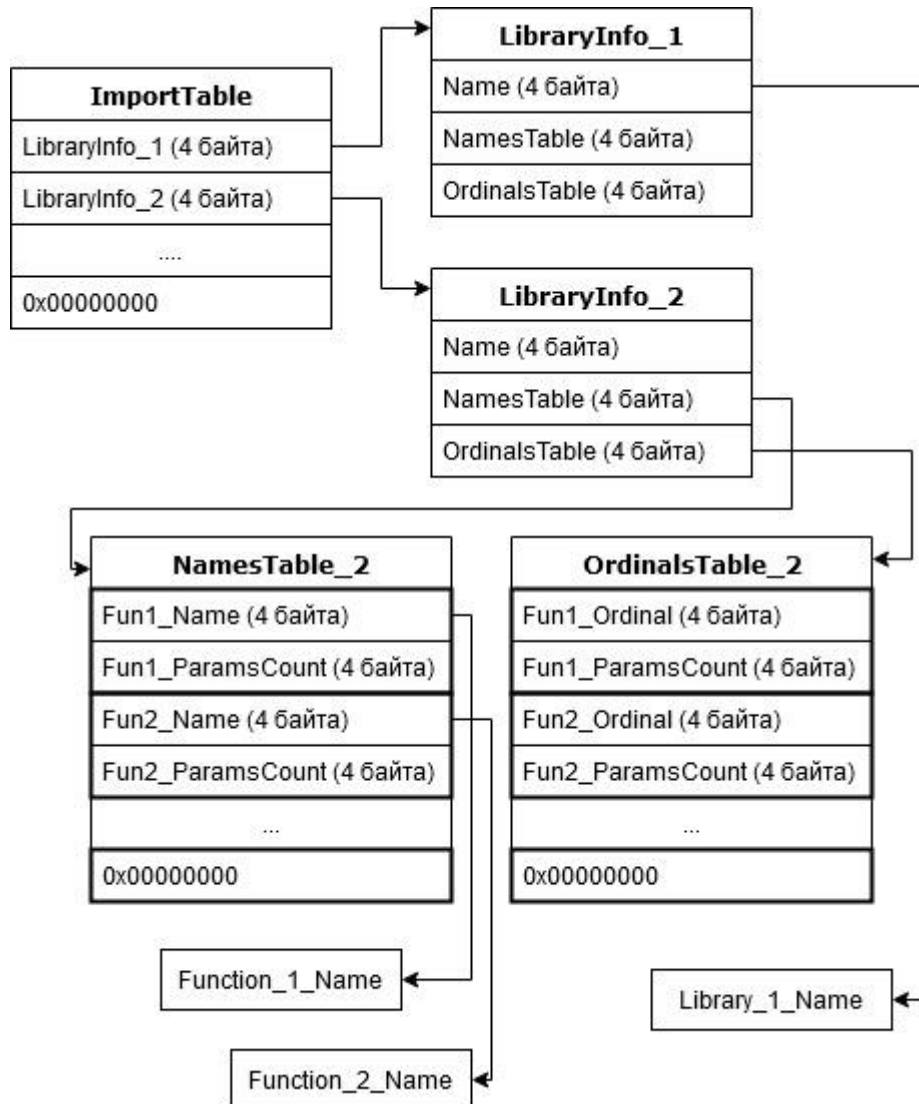 ImportTable
LibraryInfo_1 (4 байта)
LibraryInfo_2 (4 байта)
....
0x00000000
LibraryInfo_1
Name (4 байта)
NamesTable (4 байта)
OrdinalsTable (4 байта)
LibraryInfo_2
Name (4 байта)
NamesTable (4 байта)
OrdinalsTable (4 байта)
NamesTable_2
Fun1_Name (4 байта)
Fun1_ParamsCount (4 байта)
Fun2_Name (4 байта)
Fun2_ParamsCount (4 байта)
...
0x00000000
OrdinalsTable_2
Fun1_Ordinal (4 байта)
Fun1_ParamsCount (4 байта)
Fun2_Ordinal (4 байта)
Fun2_ParamsCount (4 байта)
...
0x00000000
Function_1_Name
Library_1_Name
Function_2_Name